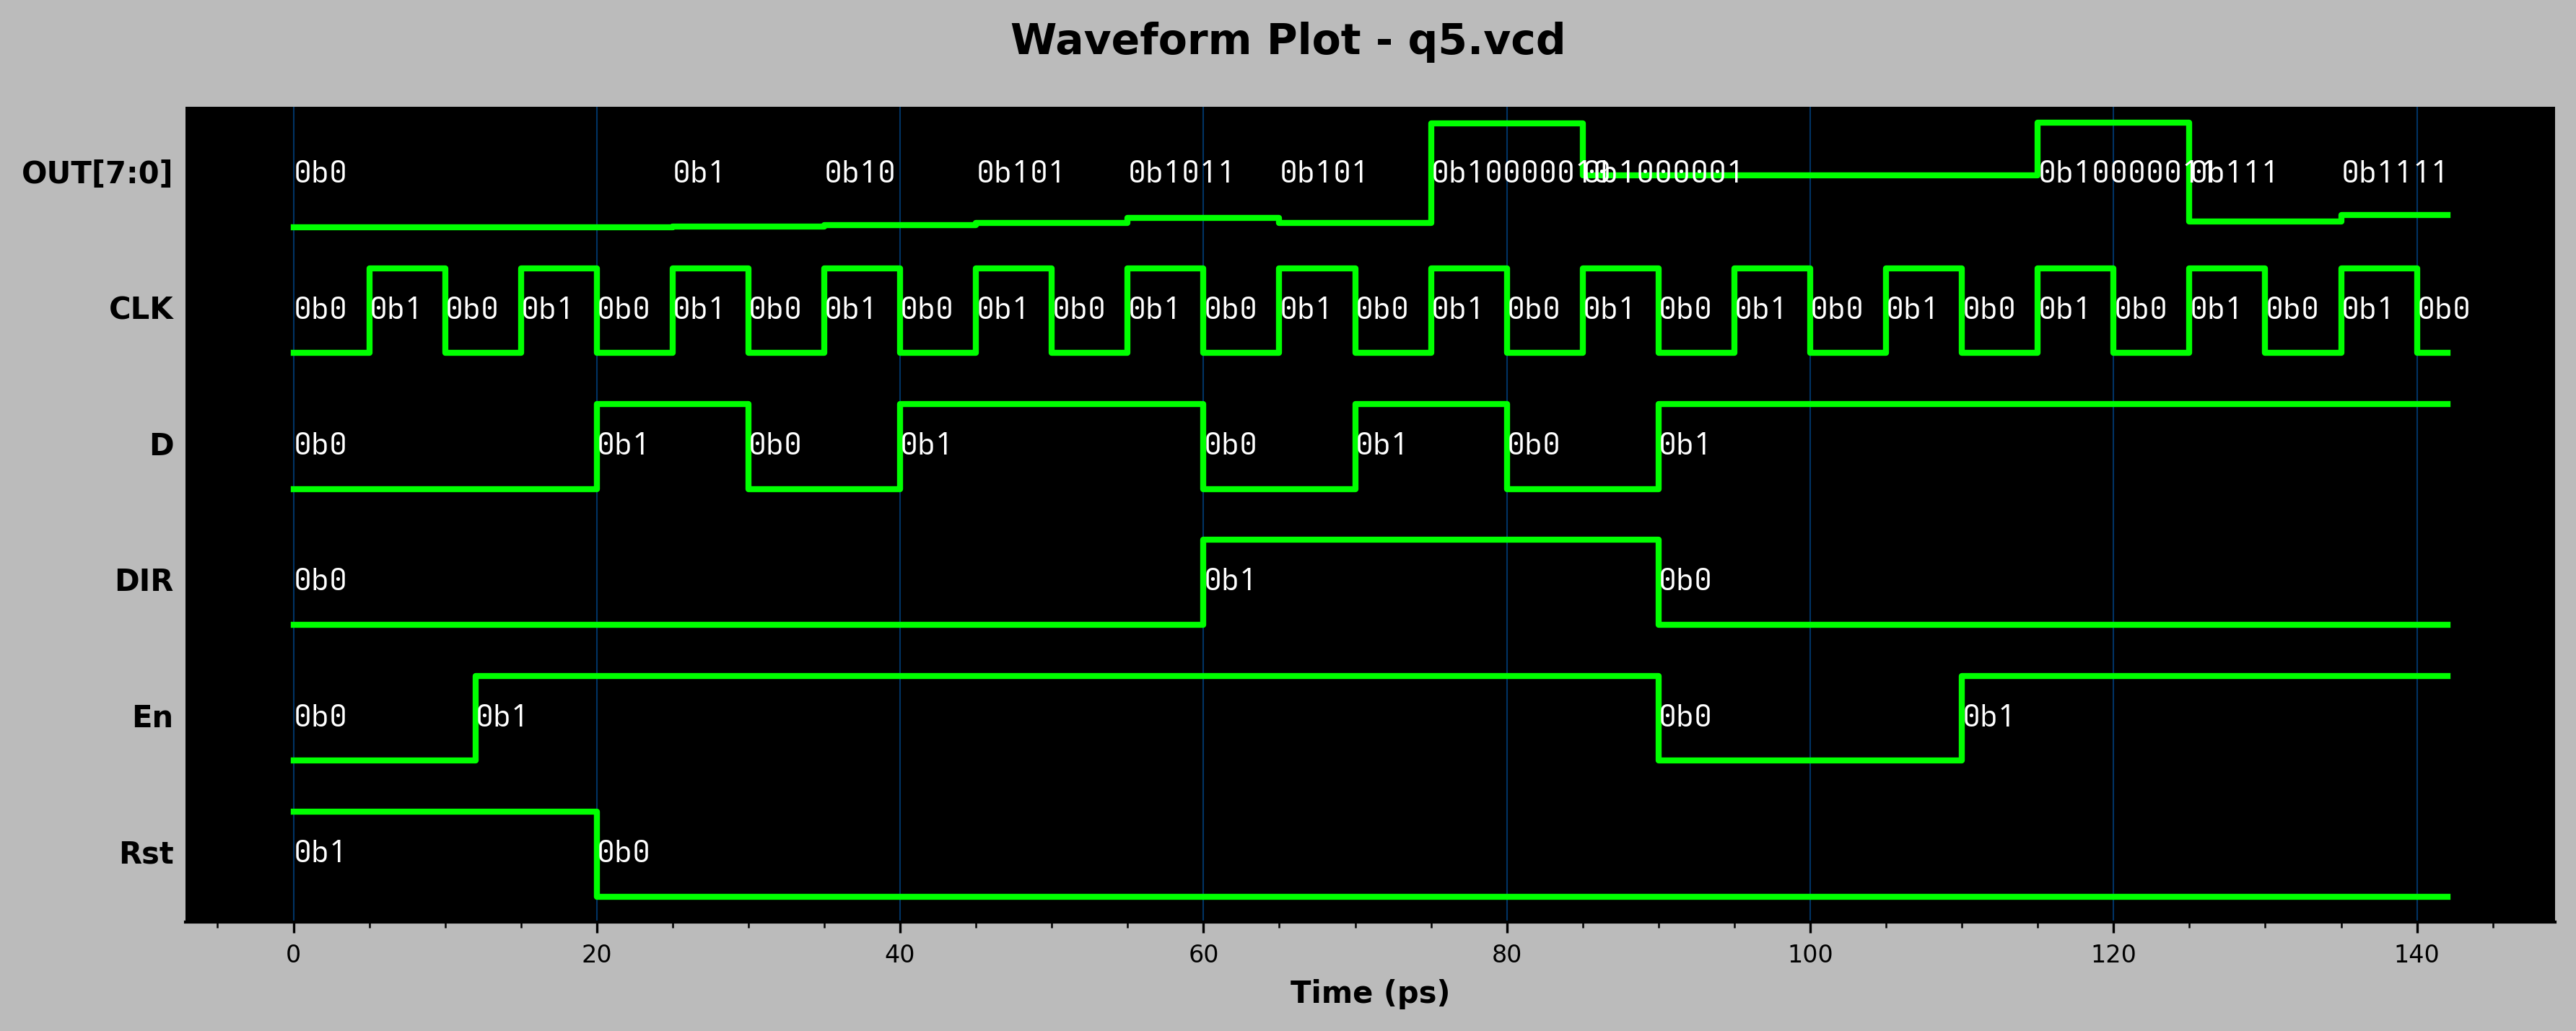 Waveform Plot - q5.vcd
OUT[7:0] 0b0 0b1 0b10 0b101 0b1011 0b101 0b10000010 0b1000001 0b10000011 0b111 0b1111
CLK 0b0 0b1 0b0 0b1 0b0 0b1 0b0 0b1 0b0 0b1 0b0 0b1 0b0 0b1 0b0 0b1 0b0 0b1 0b0 0b1 0b0 0b1 0b0 0b1 0b0 0b1 0b0 0b1 0b0
D 0b0 0b1 0b0 0b1 0b0 0b1 0b0 0b1
DIR 0b0 0b1 0b0
En 0b0 0b1 0b0 0b1
Rst 0b1 0b0
0 20 40 60 80 100 120 140
Time (ps)